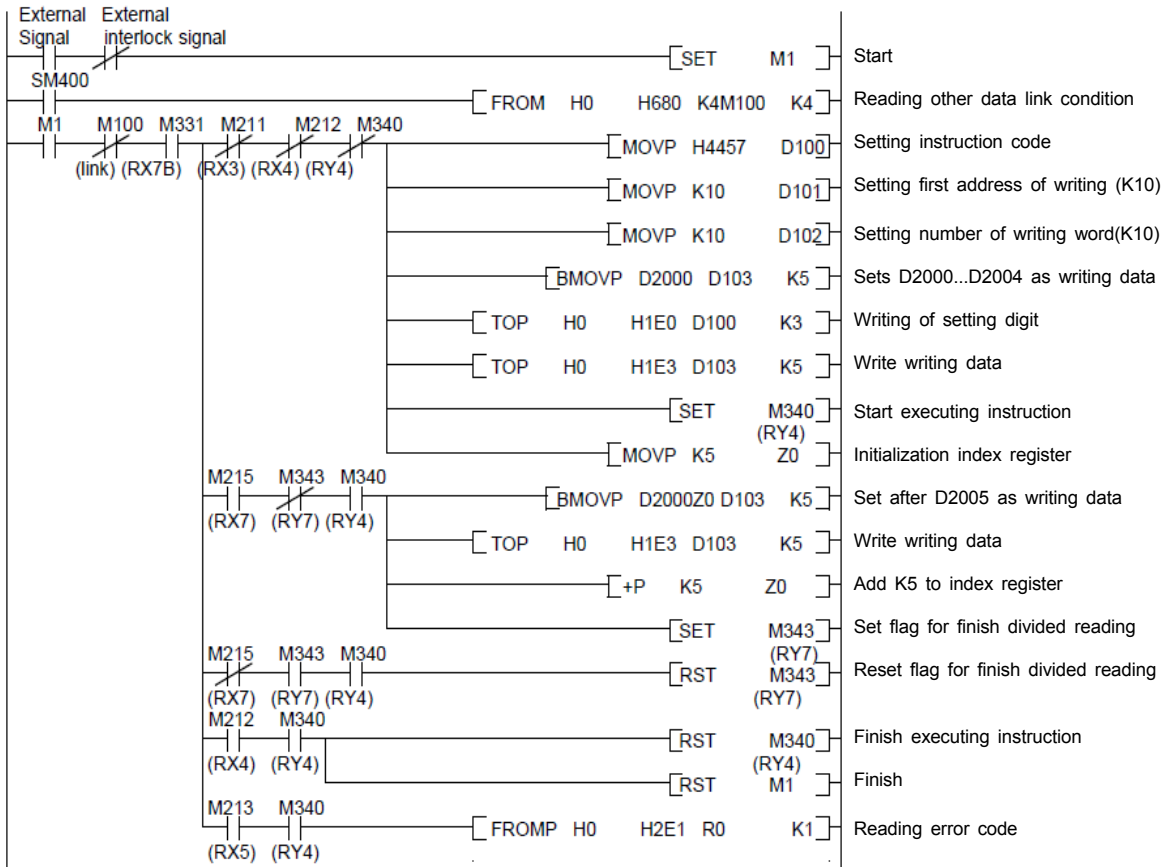 External External
Signal interlock signal
SET M1 Start
SM400
FROM H0 H680 K4M100 K4 Reading other data link condition
M1 M100 M331 M211 M212 M340
MOVP H4457 D100 Setting instruction code
(link) (RX7B) (RX3) (RX4) (RY4)
MOVP K10 D101 Setting first address of writing (K10)
MOVP K10 D102 Setting number of writing word(K10)
BMOVP D2000 D103 K5 Sets D2000...D2004 as writing data
TOP H0 H1E0 D100 K3 Writing of setting digit
TOP H0 H1E3 D103 K5 Write writing data
SET M340 Start executing instruction
(RY4)
MOVP K5 Z0 Initialization index register
M215 M343 M340
BMOVP D2000Z0 D103 K5 Set after D2005 as writing data
(RX7) (RY7) (RY4)
TOP H0 H1E3 D103 K5 Write writing data
+P K5 Z0 Add K5 to index register
SET M343 Set flag for finish divided reading
(RY7)
M215 M343 M340
RST M343 Reset flag for finish divided reading
(RX7) (RY7) (RY4) (RY7)
M212 M340
RST M340 Finish executing instruction
(RX4) (RY4) (RY4)
RST M1 Finish
M213 M340
FROMP H0 H2E1 R0 K1 Reading error code
(RX5) (RY4)